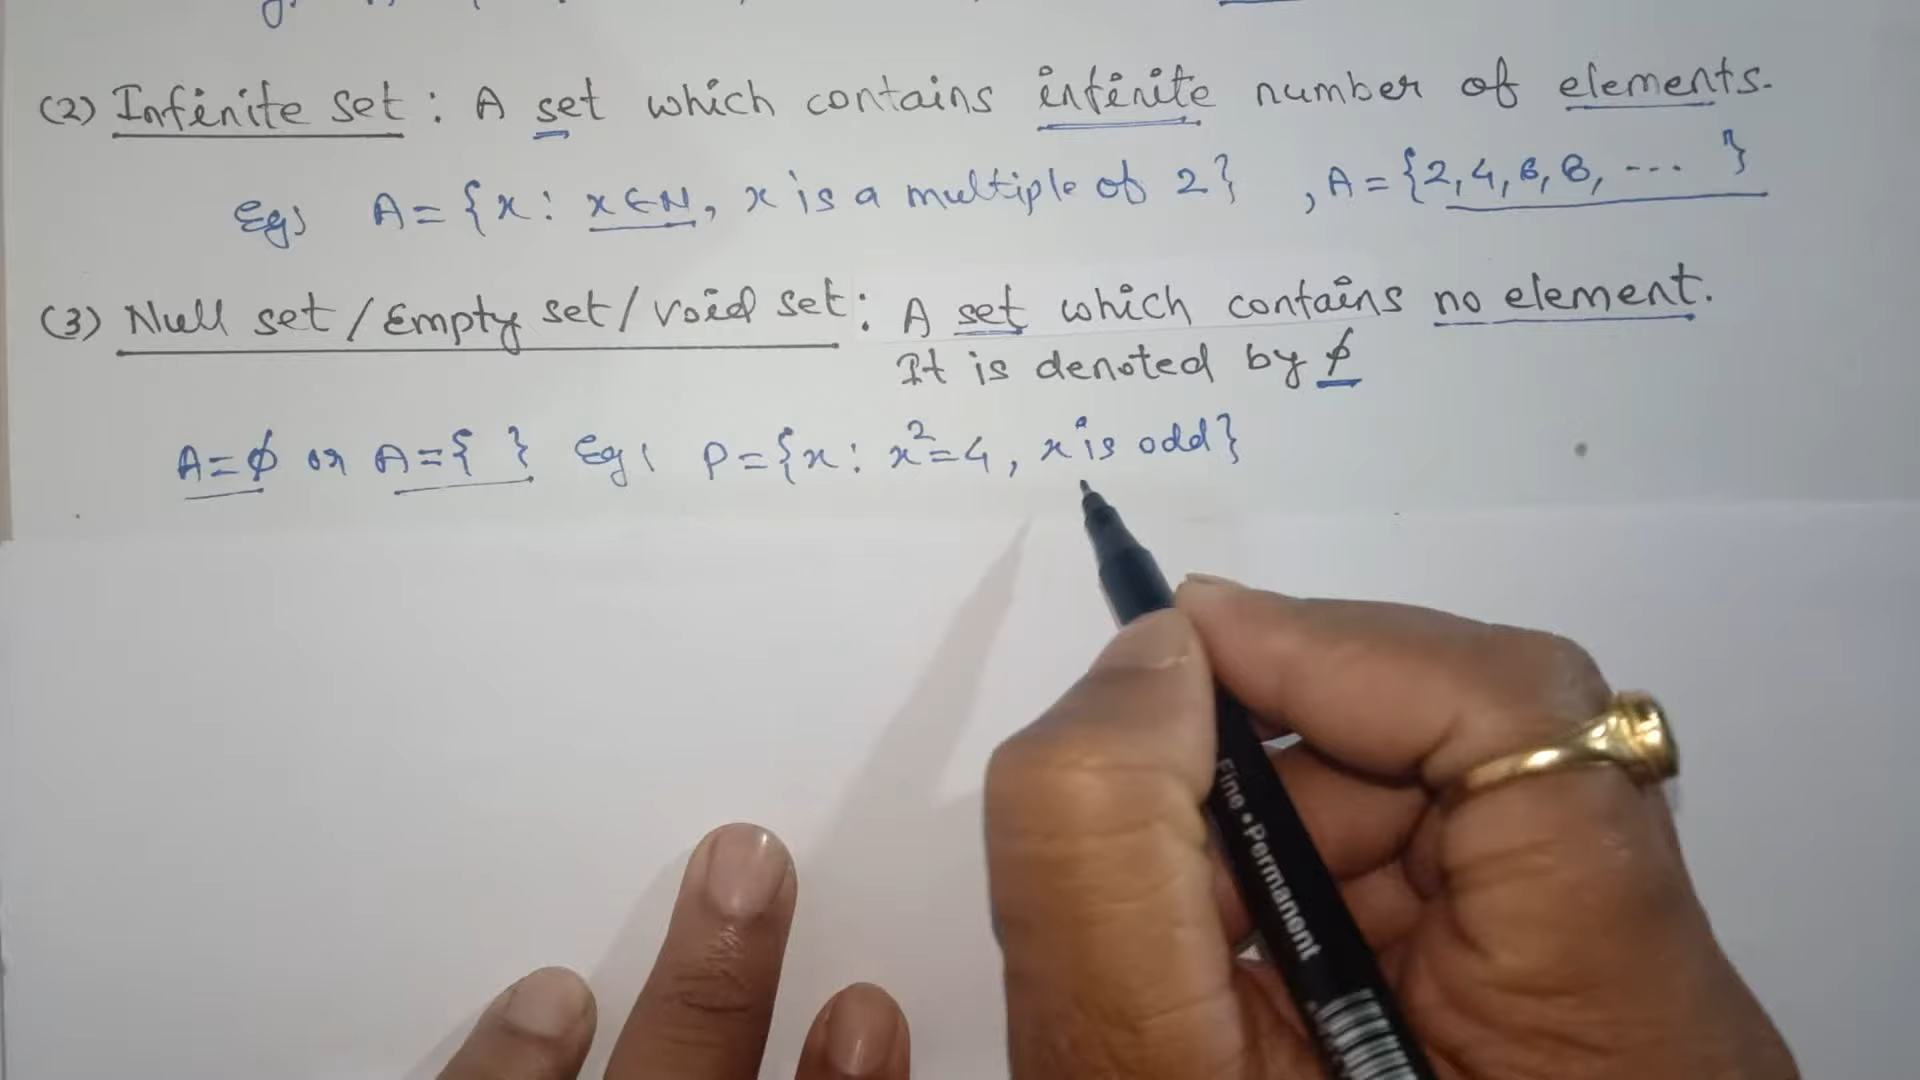 (2) Infinite set : A set which contains infinite number of elements.
Eg: A = {x : x ∈ N, x is a multiple of 2} , A = {2, 4, 6, 8, --- }
(3) Null set / Empty set / void set : A set which contains no element.
It is denoted by ϕ
A = ϕ or A = { } Eg: P = {x : x² = 4, x is odd}
Fine • Permanent